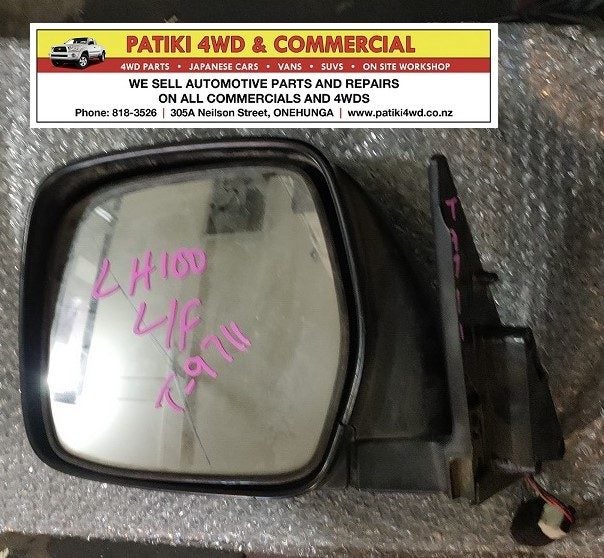 PATIKI 4WD & COMMERCIAL
4WD PARTS • JAPANESE CARS • VANS • SUVS • ON SITE WORKSHOP
WE SELL AUTOMOTIVE PARTS AND REPAIRS
ON ALL COMMERCIALS AND 4WDS
Phone: 818-3526 | 305A Neilson Street, ONEHUNGA | www.patiki4wd.co.nz
LH100
L/F